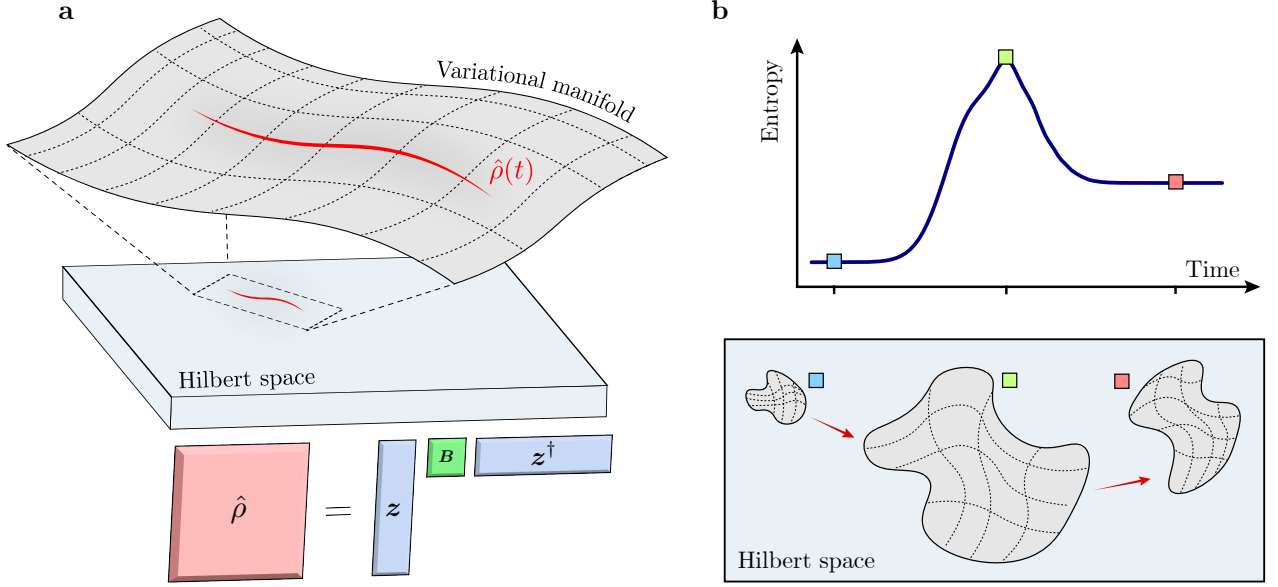 a
Variational manifold
ρ̂(t)
Hilbert space
ρ̂ = z B z†
b
Entropy
Time
Hilbert space